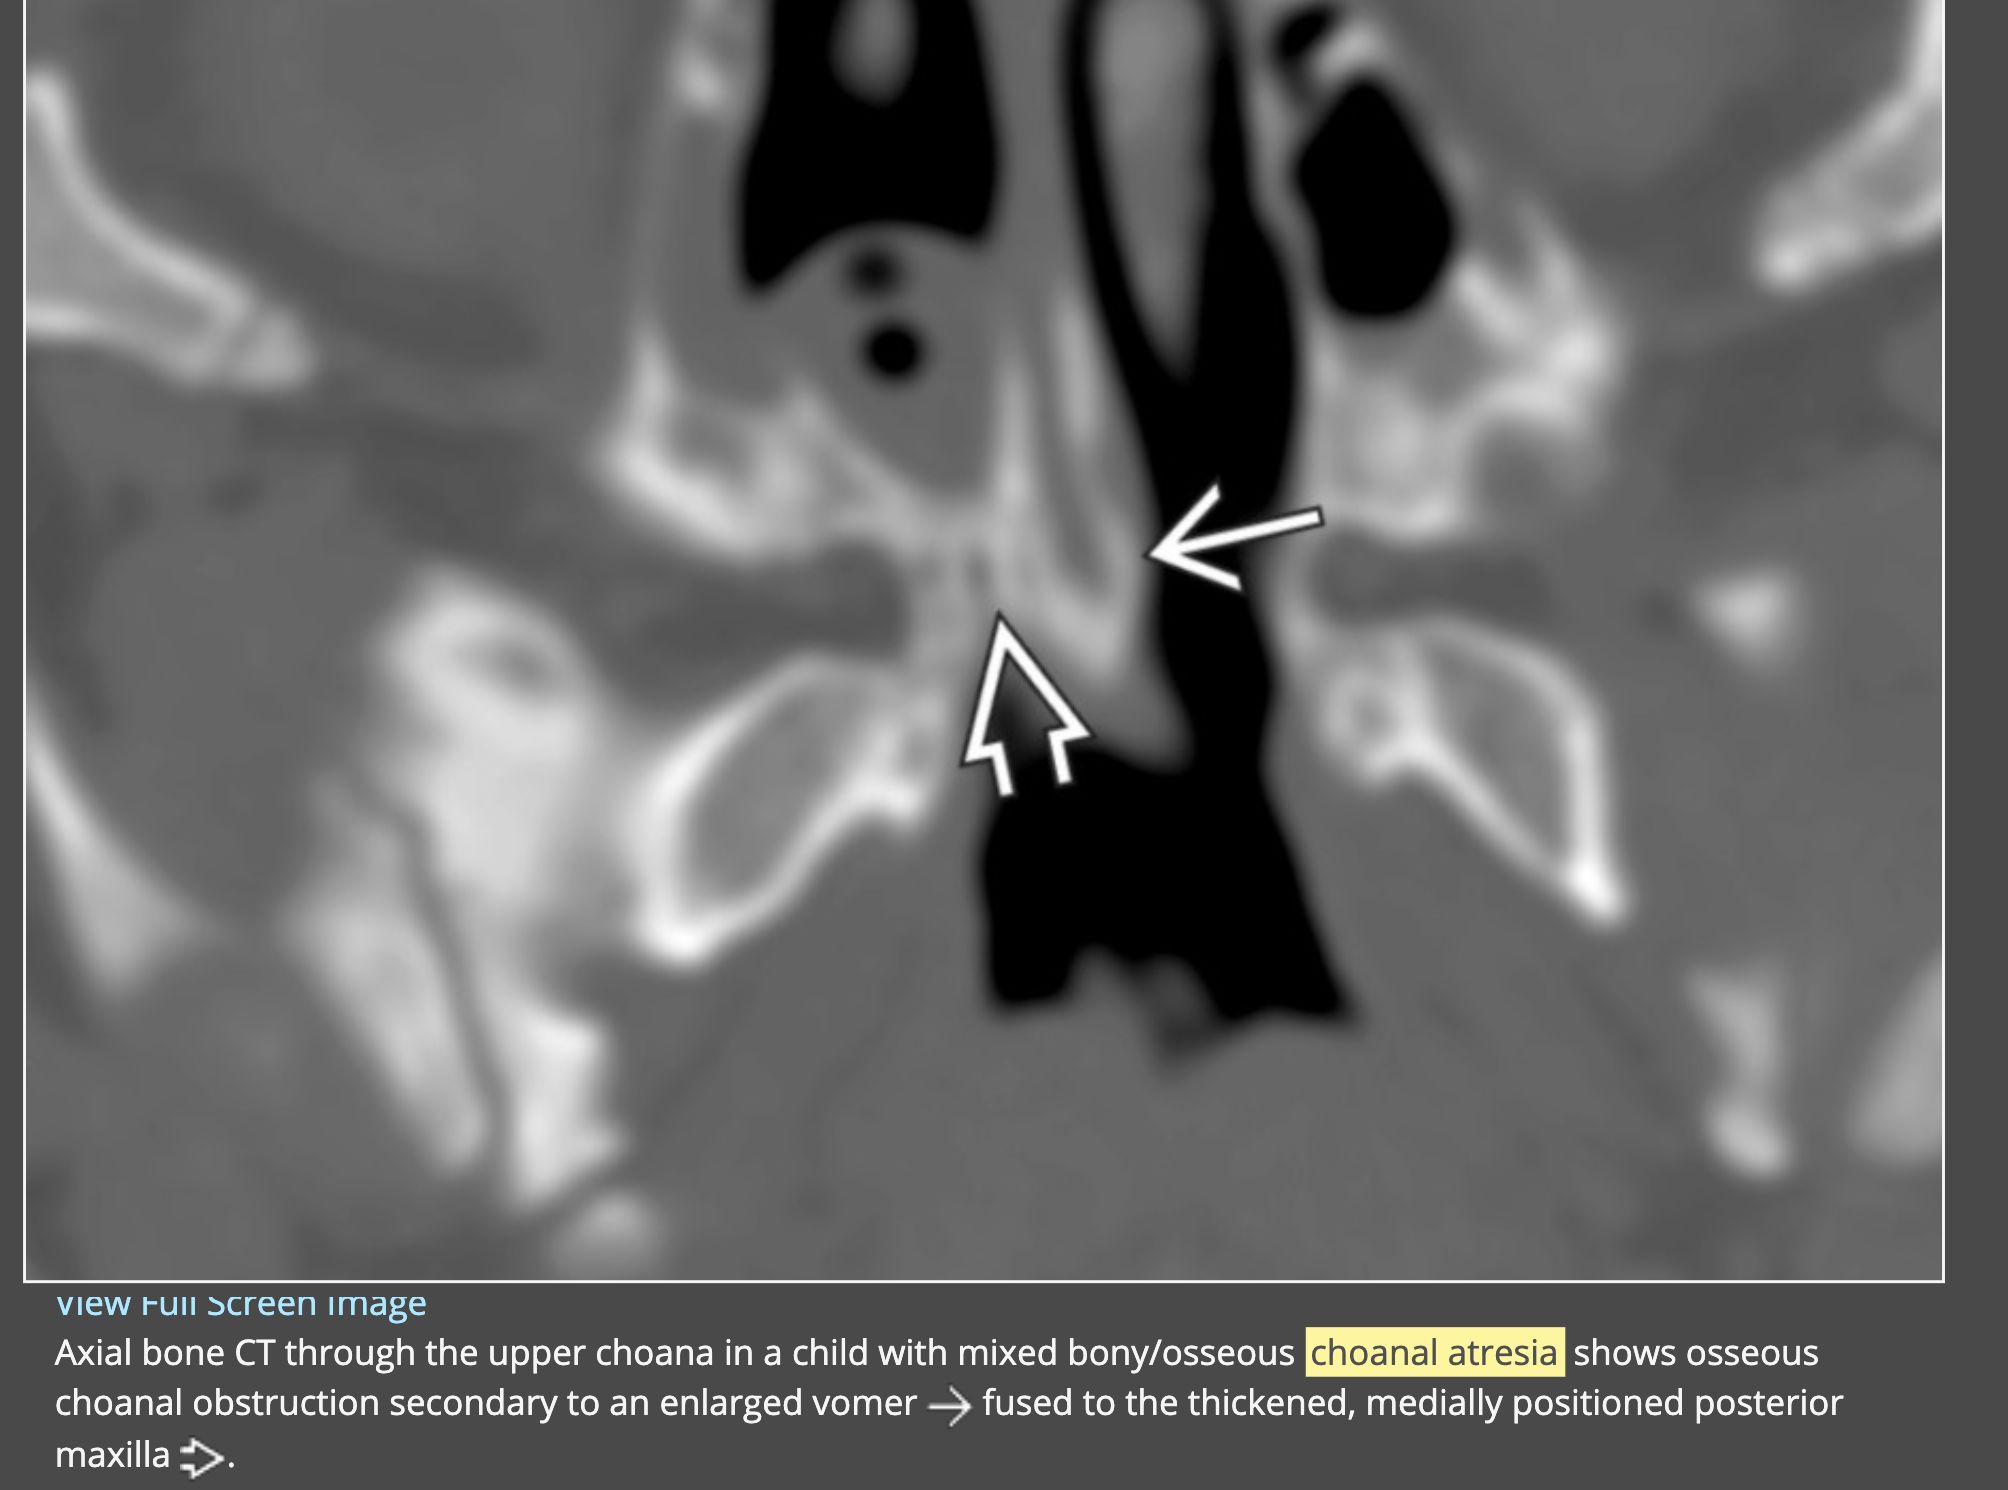 View Full Screen Image
Axial bone CT through the upper choana in a child with mixed bony/osseous choanal atresia shows osseous
choanal obstruction secondary to an enlarged vomer → fused to the thickened, medially positioned posterior
maxilla ⇨.